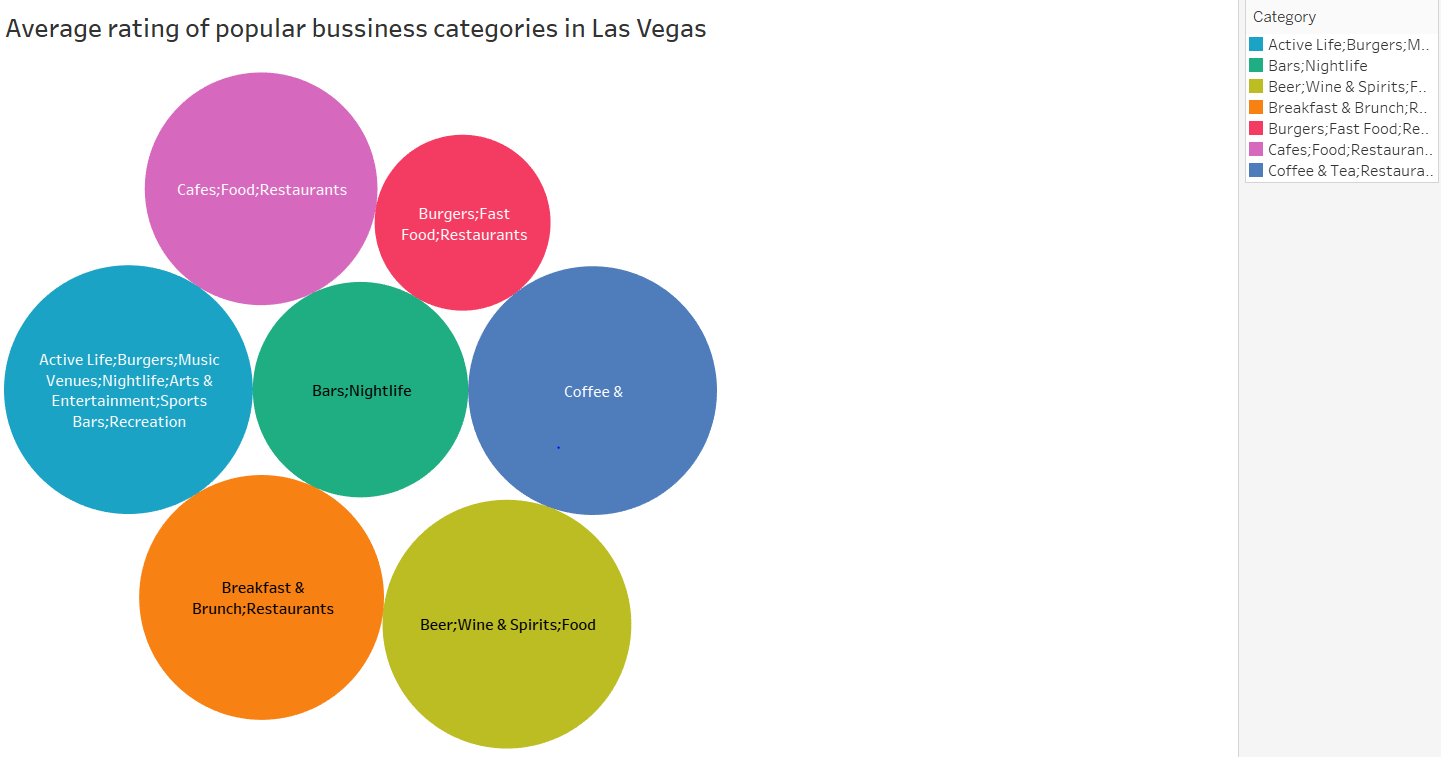 Average rating of popular bussiness categories in Las Vegas
Cafes;Food;Restaurants
Burgers;Fast
Food;Restaurants
Active Life;Burgers;Music
Venues;Nightlife;Arts &
Entertainment;Sports
Bars;Recreation
Bars;Nightlife
Coffee &
Breakfast &
Brunch;Restaurants
Beer;Wine & Spirits;Food
Category
Active Life;Burgers;M..
Bars;Nightlife
Beer;Wine & Spirits;F..
Breakfast & Brunch;R..
Burgers;Fast Food;Re..
Cafes;Food;Restauran..
Coffee & Tea;Restaura..